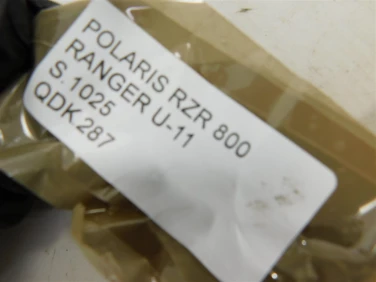 POLARIS RZR 800
RANGER U-11
S.1025
QDK.287